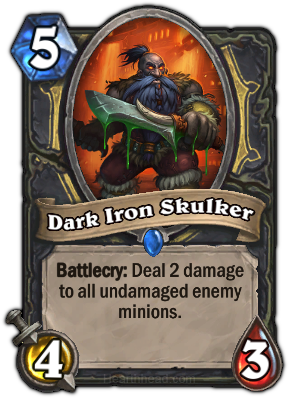 5
Dark Iron Skulker
Battlecry: Deal 2 damage
to all undamaged enemy
minions.
4
3